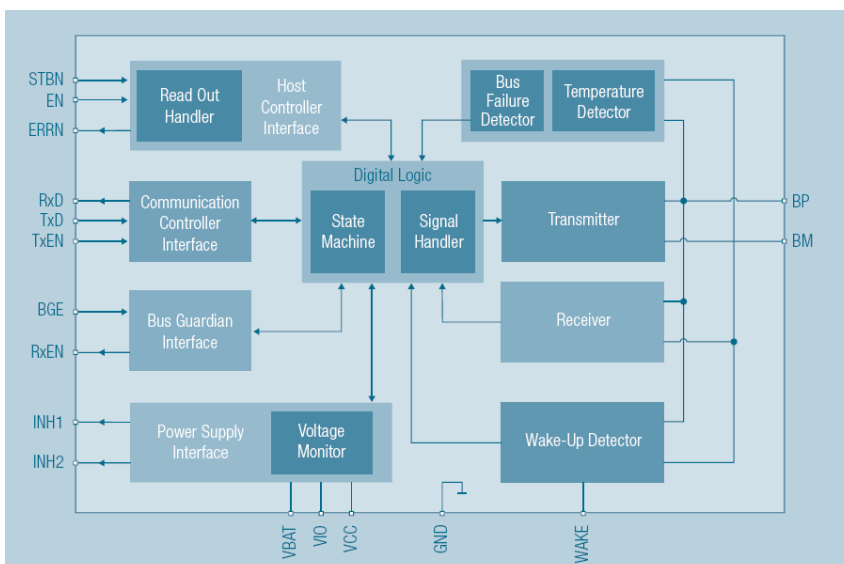 STBN
EN
ERRN
Read Out
Handler
Host
Controller
Interface
Bus
Failure
Detector
Temperature
Detector
RxD
TxD
TxEN
Communication
Controller
Interface
Digital Logic
State
Machine
Signal
Handler
Transmitter
BP
BM
BGE
RxEN
Bus Guardian
Interface
Receiver
INH1
INH2
Power Supply
Interface
Voltage
Monitor
Wake-Up Detector
VBAT
VIO
VCC
GND
WAKE